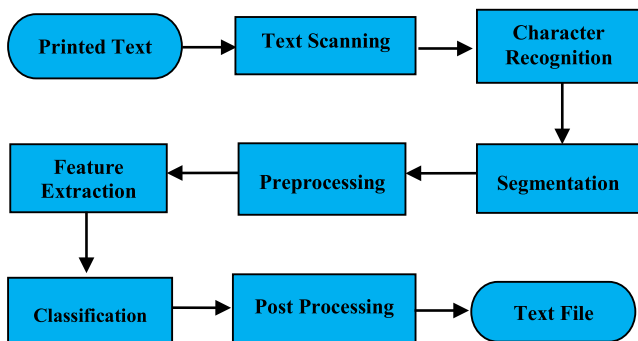 Printed Text
Text Scanning
Character
Recognition
Segmentation
Preprocessing
Feature
Extraction
Classification
Post Processing
Text File